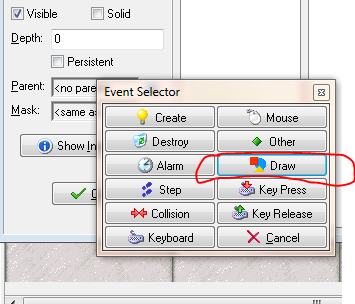 Visible Solid
Depth: 0
Persistent
Parent: <no pare
Mask: <same as
Show In
Event Selector
Create Mouse
Destroy Other
Alarm Draw
Step Key Press
Collision Key Release
Keyboard Cancel